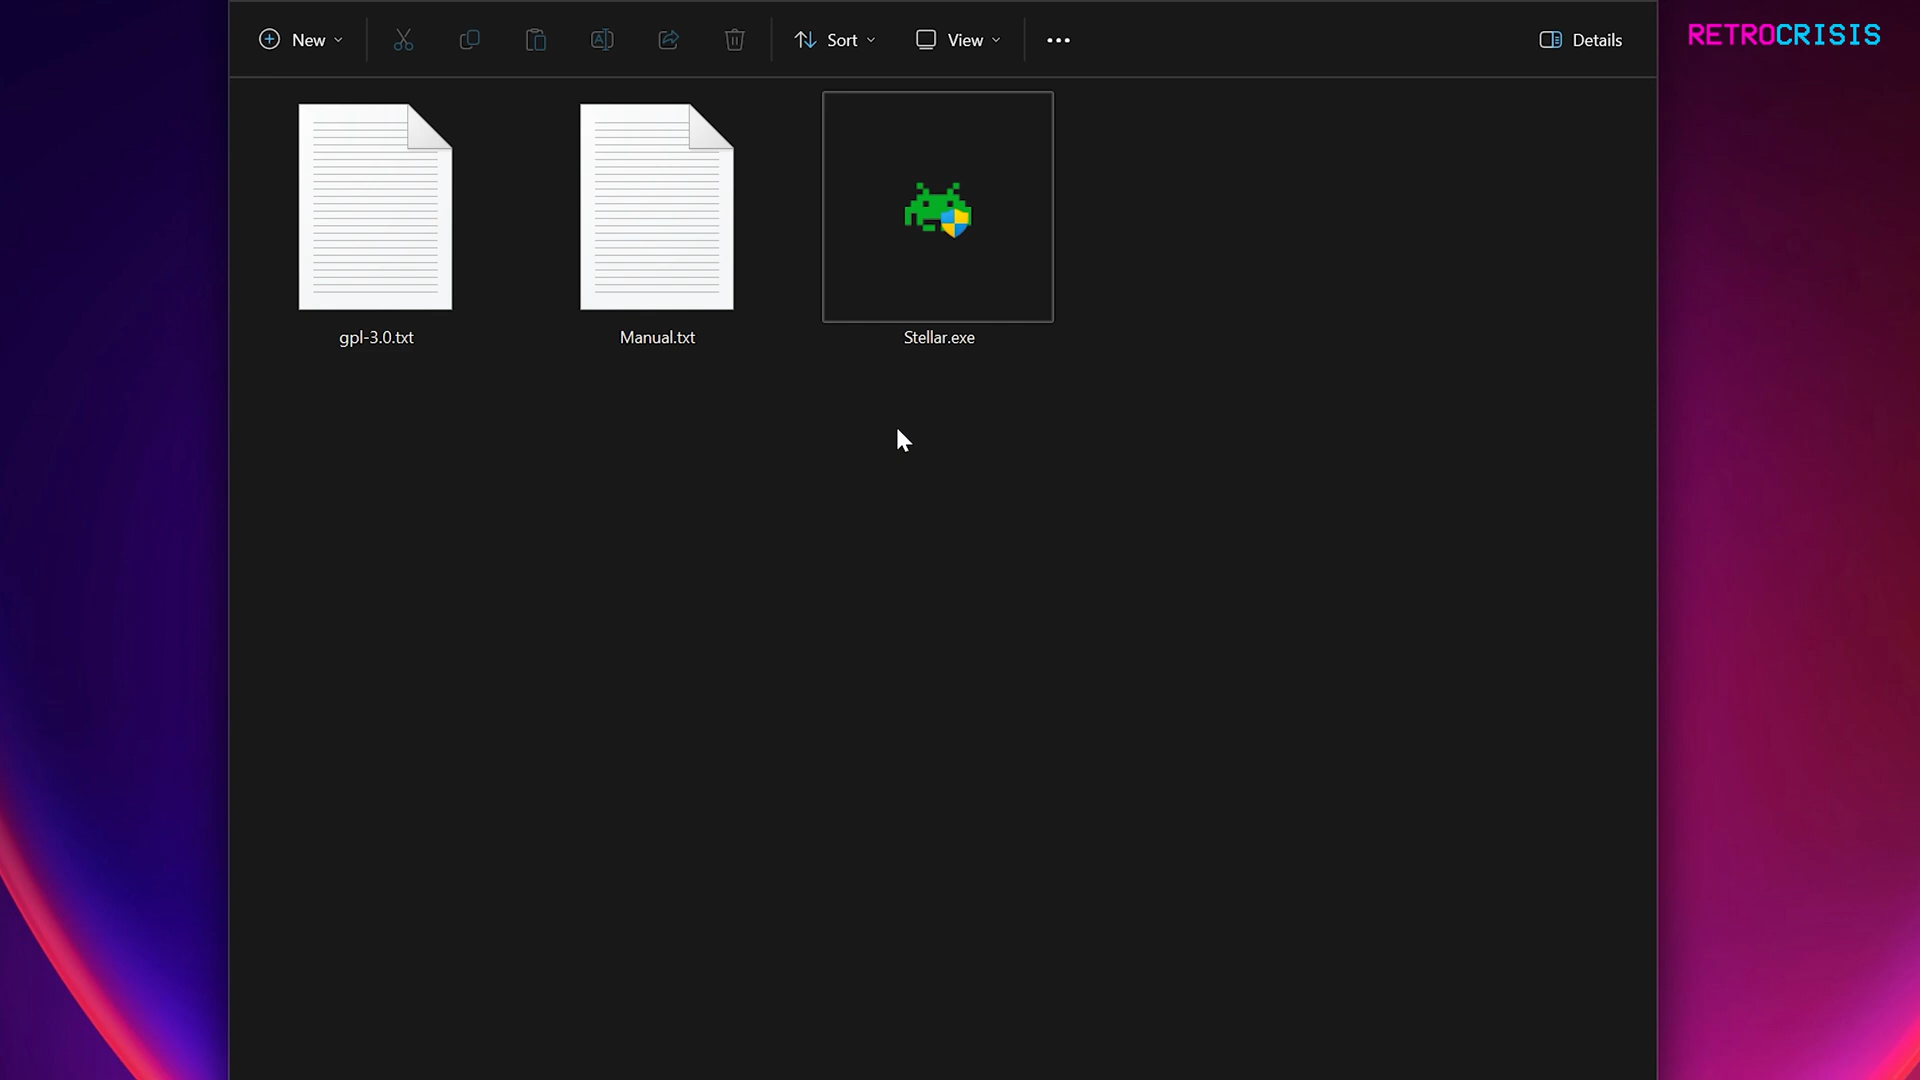 New
Sort
View
Details
RETROCRISIS
gpl-3.0.txt
Manual.txt
Stellar.exe